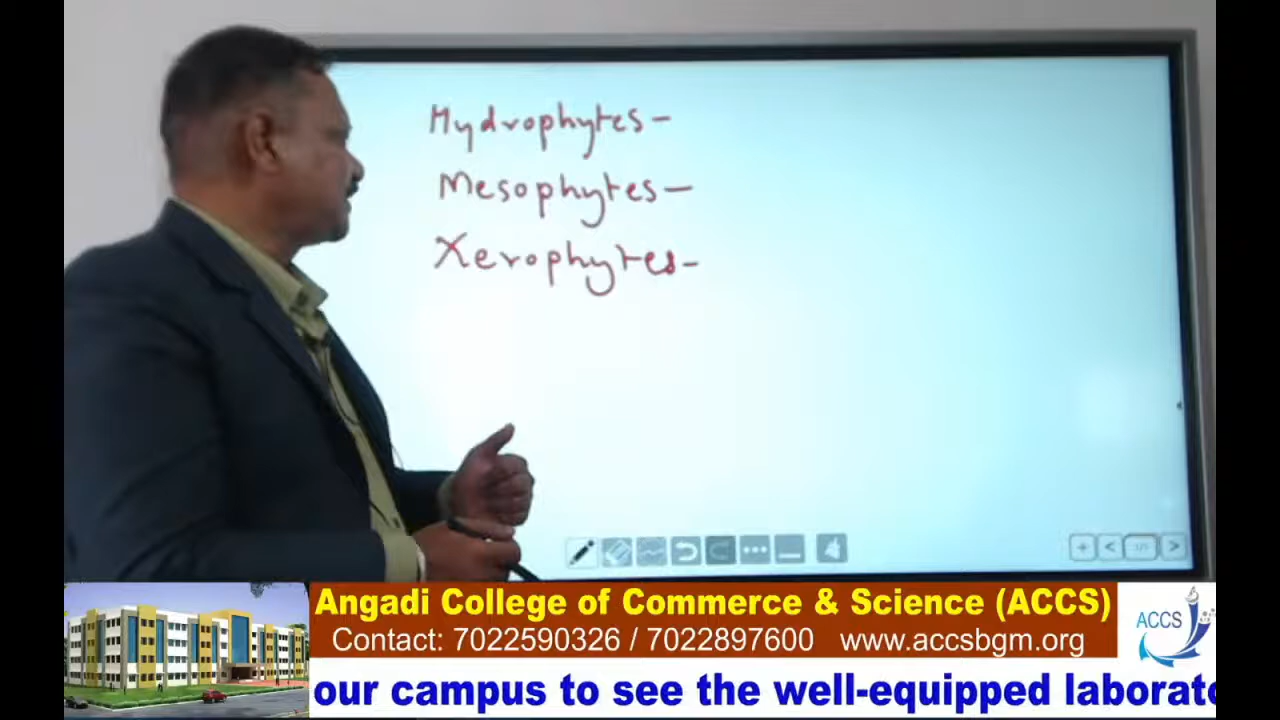 Hydrophytes -
Mesophytes -
Xerophytes -
Angadi College of Commerce & Science (ACCS)
Contact: 7022590326 / 7022897600 www.accsbgm.org
ACCS
our campus to see the well-equipped laborato